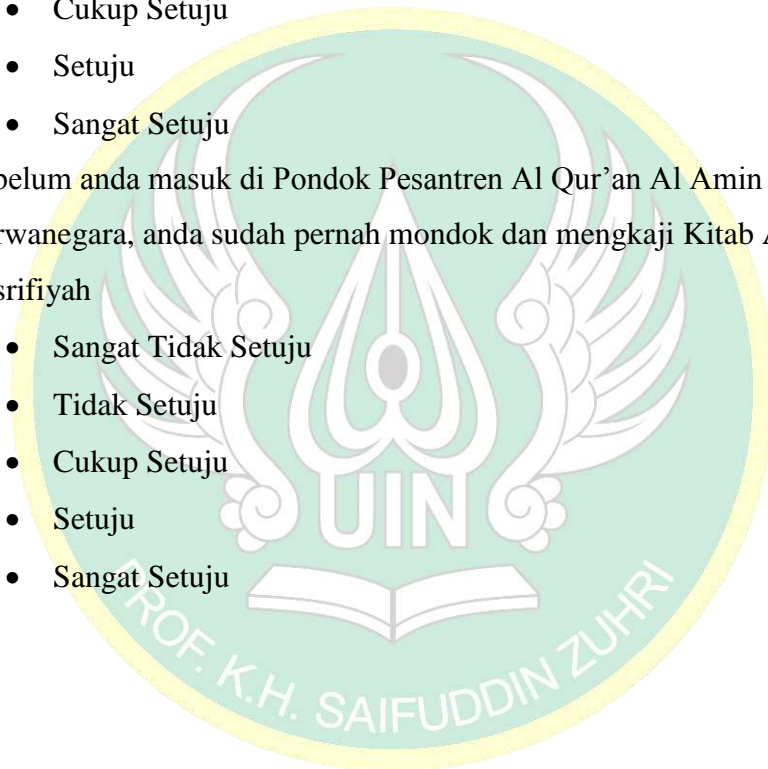 • Cukup Setuju
• Setuju
• Sangat Setuju
belum anda masuk di Pondok Pesantren Al Qur’an Al Amin
rwanegara, anda sudah pernah mondok dan mengkaji Kitab
srifiyah
• Sangat Tidak Setuju
• Tidak Setuju
• Cukup Setuju
• Setuju
• Sangat Setuju
UIN
PROF. K.H. SAIFUDDIN ZUHRI